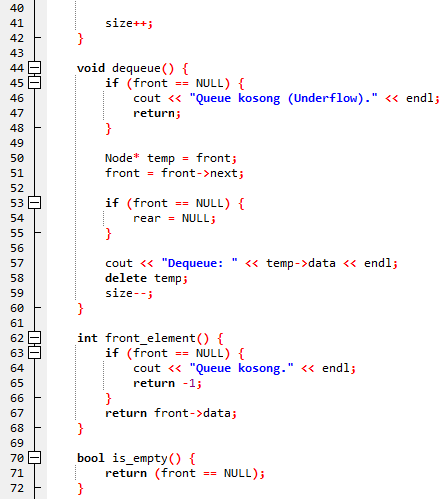 40
41 size++;
42 }
43
44 void dequeue() {
45 if (front == NULL) {
46 cout << "Queue kosong (Underflow)." << endl;
47 return;
48 }
49
50 Node* temp = front;
51 front = front->next;
52
53 if (front == NULL) {
54 rear = NULL;
55 }
56
57 cout << "Dequeue: " << temp->data << endl;
58 delete temp;
59 size--;
60 }
61
62 int front_element() {
63 if (front == NULL) {
64 cout << "Queue kosong." << endl;
65 return -1;
66 }
67 return front->data;
68 }
69
70 bool is_empty() {
71 return (front == NULL);
72 }